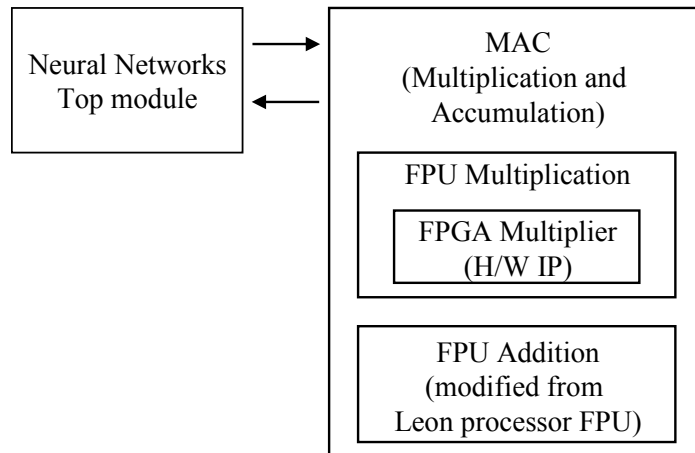 Neural Networks
Top module
MAC
(Multiplication and
Accumulation)
FPU Multiplication
FPGA Multiplier
(H/W IP)
FPU Addition
(modified from
Leon processor FPU)